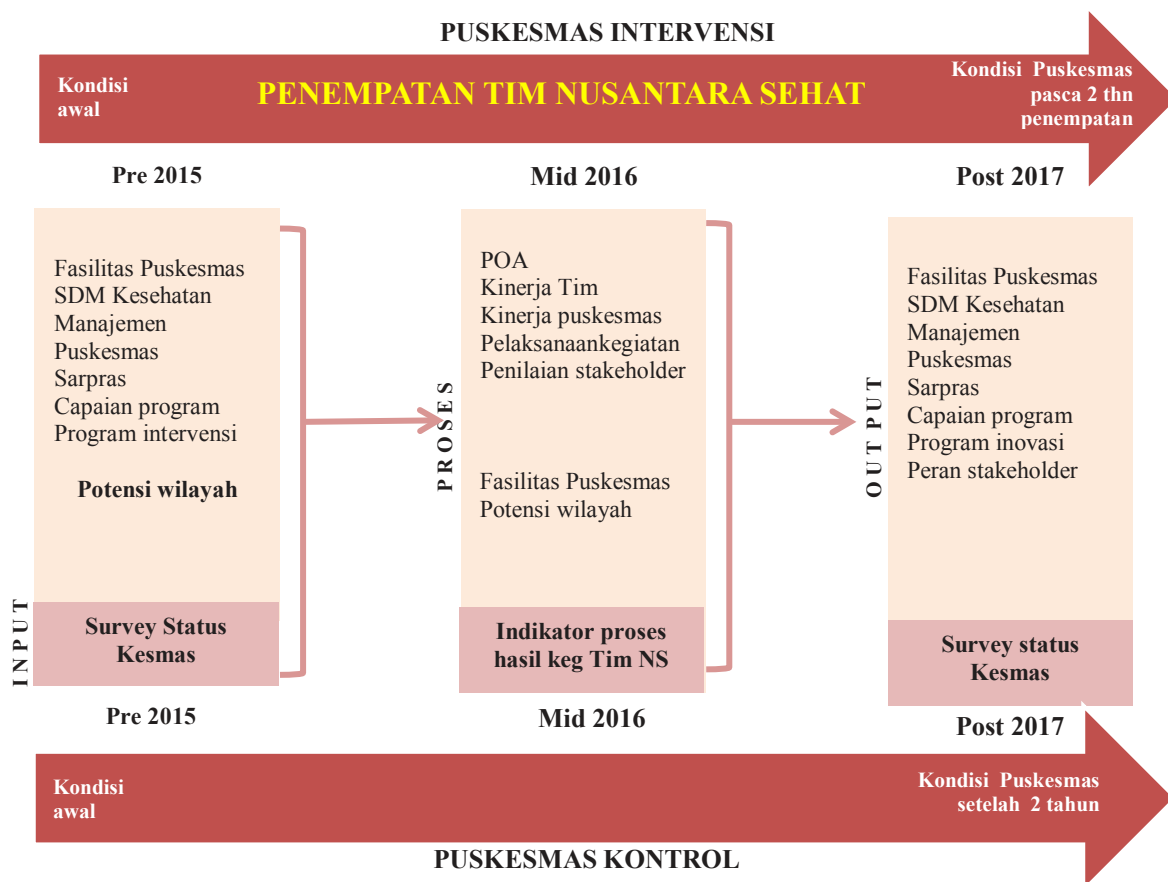 PUSKESMAS INTERVENSI
Kondisi
awal
PENEMPATAN TIM NUSANTARA SEHAT
Kondisi Puskesmas
pasca 2 thn
penempatan
Pre 2015
Mid 2016
Post 2017
INPUT
Fasilitas Puskesmas
SDM Kesehatan
Manajemen
Puskesmas
Sarpras
Capaian program
Program intervensi
Potensi wilayah
Survey Status
Kesmas
PROSES
POA
Kinerja Tim
Kinerja puskesmas
Pelaksanaankegiatan
Penilaian stakeholder
Fasilitas Puskesmas
Potensi wilayah
Indikator proses
hasil keg Tim NS
OUTPUT
Fasilitas Puskesmas
SDM Kesehatan
Manajemen
Puskesmas
Sarpras
Capaian program
Program inovasi
Peran stakeholder
Survey status
Kesmas
Pre 2015
Mid 2016
Post 2017
Kondisi
awal
Kondisi Puskesmas
setelah 2 tahun
PUSKESMAS KONTROL